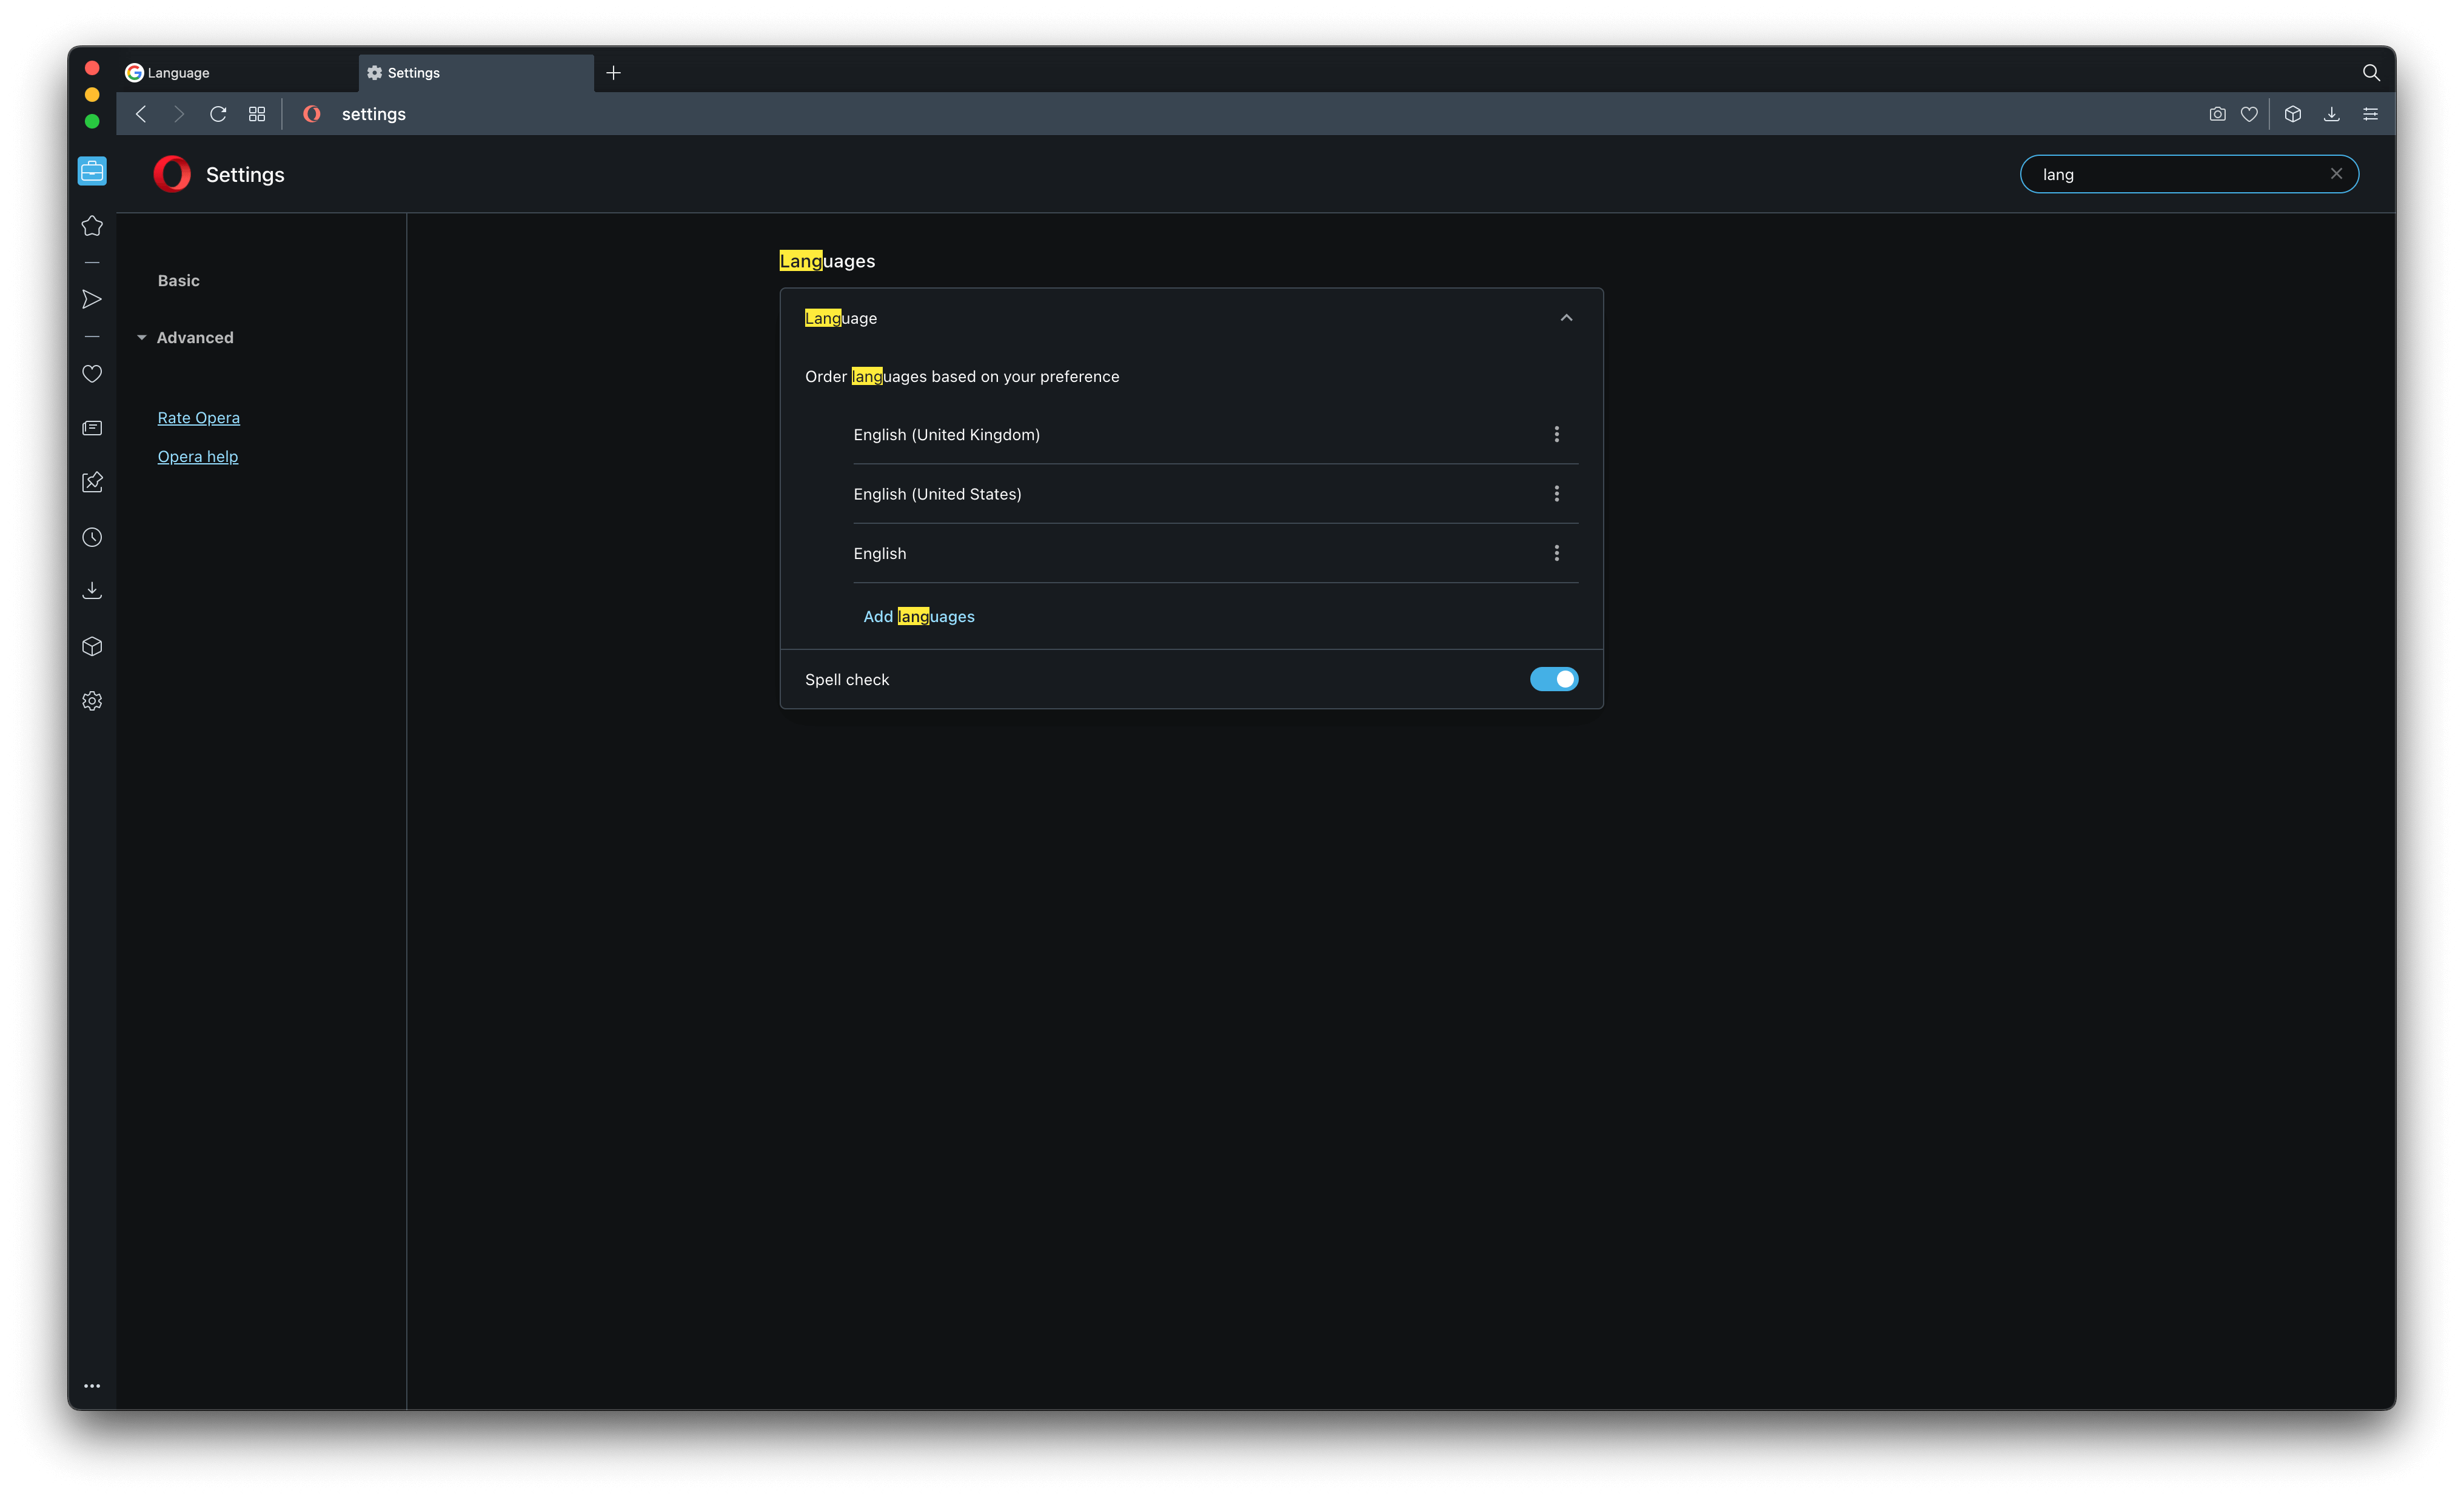 Language
Settings
settings
Settings
lang
Basic
Advanced
Rate Opera
Opera help
Languages
Language
Order languages based on your preference
English (United Kingdom)
English (United States)
English
Add languages
Spell check